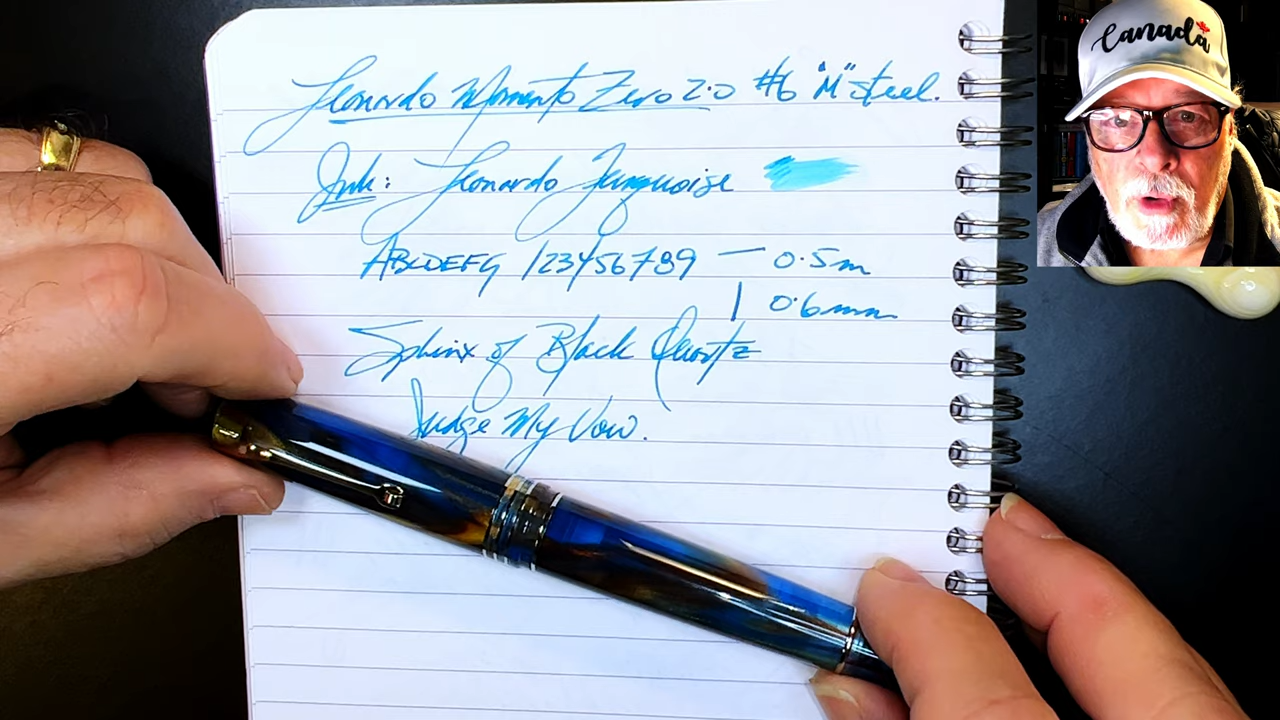 Leonardo Momento Zero 2.0 #6 "M" Steel.
Ink: Leonardo Turquoise
ABCDEFG 123456789 — 0.5m
| 0.6mm
Sphinx of Black Quartz
Judge My Vow.
Canada